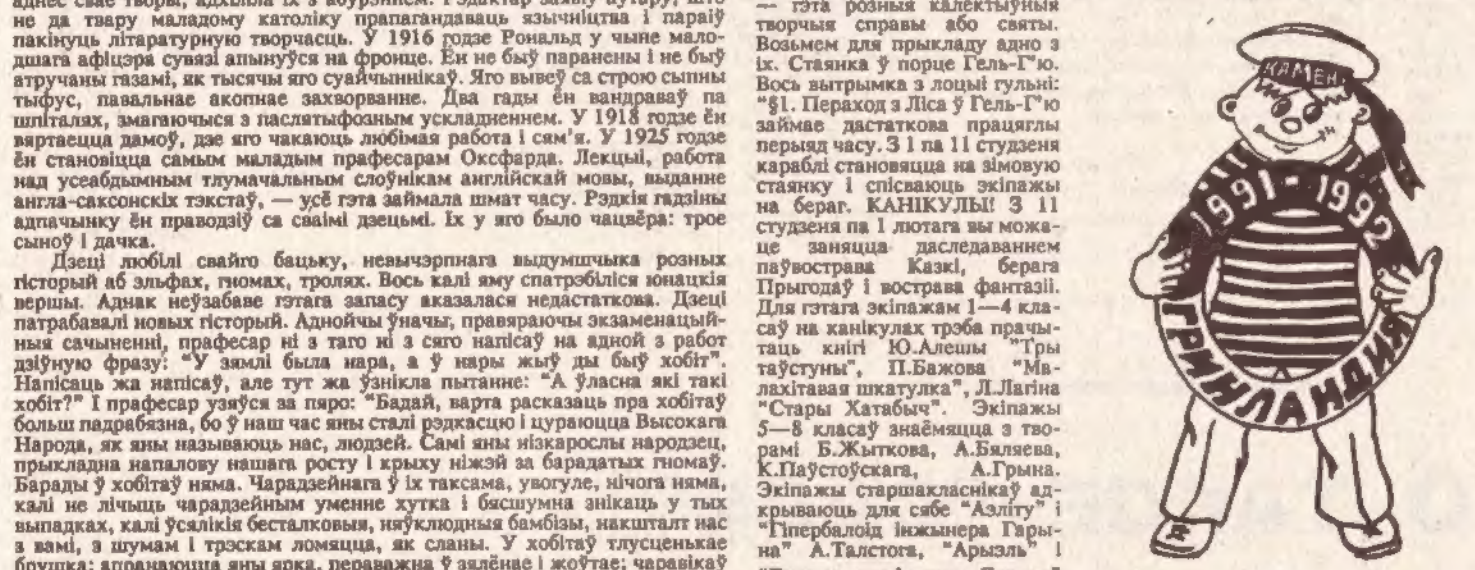 не да твару маладому католіку прапагандаваць язычніцтва і параіў
пакінуць літаратурную творчасць. У 1916 годзе Рональд у чыне мало-
дшага афіцэра сувязі апынуўся на фронце. Ён не быў паранены і не быў
атручаны газамі, як тысячы яго суайчыннікаў. Яго вывеў са строю сыпны
тыфус, павальнае акопнае захворванне. Два гады ён вандраваў па
шпіталях, змагаючыся з паслятыфозным ускладненнем. У 1918 годзе ён
вяртаецца дамоў, дзе яго чакаюць любімая работа і сям'я. У 1925 годзе
ён становіцца самым маладым прафесарам Оксфарда. Лекцыі, работа
над усеабдымным тлумачальным слоўнікам англійскай мовы, выданне
англа-саксонскіх тэкстаў, — усё гэта займала шмат часу. Рэдкія гадзіны
адпачынку ён праводзіў са сваімі дзецьмі. Іх у яго было чацвёра: трое
сыноў і дачка.
Дзеці любілі свайго бацьку, невычэрпнага выдумшчыка розных
гісторый аб эльфах, гномах, тролях. Вось калі яму спатрэбіліся юнацкія
вершы. Аднак неўзабаве гэтага запасу аказалася недастаткова. Дзеці
патрабавалі новых гісторый. Аднойчы ўначы, правяраючы экзаменацый-
ныя сачыненні, прафесар ні з таго ні з сяго напісаў на адной з работ
дзіўную фразу: "У зямлі была нара, а ў нары жыў ды быў хобіт".
Напісаць жа напісаў, але тут жа ўзнікла пытанне: "А ўласна які такі
хобіт?" І прафесар узяўся за пяро: "Бадай, варта расказаць пра хобітаў
больш падрабязна, бо ў наш час яны сталі рэдкасцю і цураюцца Высокага
Народа, як яны называюць нас, людзей. Самі яны нізкарослы народзец,
прыкладна напалову нашага росту і крыху ніжэй за барадатых гномаў.
Барады ў хобітаў няма. Чарадзейнага ў іх таксама, увогуле, нічога няма,
калі не лічыць чарадзейным уменне хутка і бясшумна знікаць у тых
выпадках, калі ўсялікія бесталковыя, няўклюдныя бамбізы, накшталт нас
з вамі, з шумам і трэскам ломяцца, як сланы. У хобітаў тлусценькае
брушка; апранаюцца яны ярка, пераважна ў зялёнае і жоўтае; чаравікаў
— гэта розныя калектыўныя
творчыя справы або святы.
Возьмем для прыкладу адно з
іх. Стаянка ў порце Гель-Г'ю.
Вось вытрымка з лоцыі гульні:
"§1. Пераход з Ліса ў Гель-Г'ю
займае дастаткова працяглы
перыяд часу. З 1 па 11 студзеня
караблі становяцца на зімовую
стаянку і спісваюць экіпажы
на бераг. КАНІКУЛЫ! З 11
студзеня па 1 лютага вы можа-
це заняцца даследаваннем
паўвострава Казкі, берага
Прыгодаў і вострава фантазіі.
Для гэтага экіпажам 1—4 кла-
саў на канікулах трэба прачы-
таць кнігі Ю.Алешы "Тры
таўстуны", П.Бажова "Ма-
лахітавая шкатулка", Л.Лагіна
"Стары Хатабыч". Экіпажы
5—8 класаў знаёмяцца з тво-
рамі Б.Жыткова, А.Бяляева,
К.Паўстоўскага, А.Грына.
Экіпажы старшакласнікаў ад-
крываюць для сябе "Аэліту" і
"Гіпербалоід інжынера Гары-
на" А.Талстога, "Арыэль" і
КАМЕН
1991-1992
ГРИНЛАНДИЯ